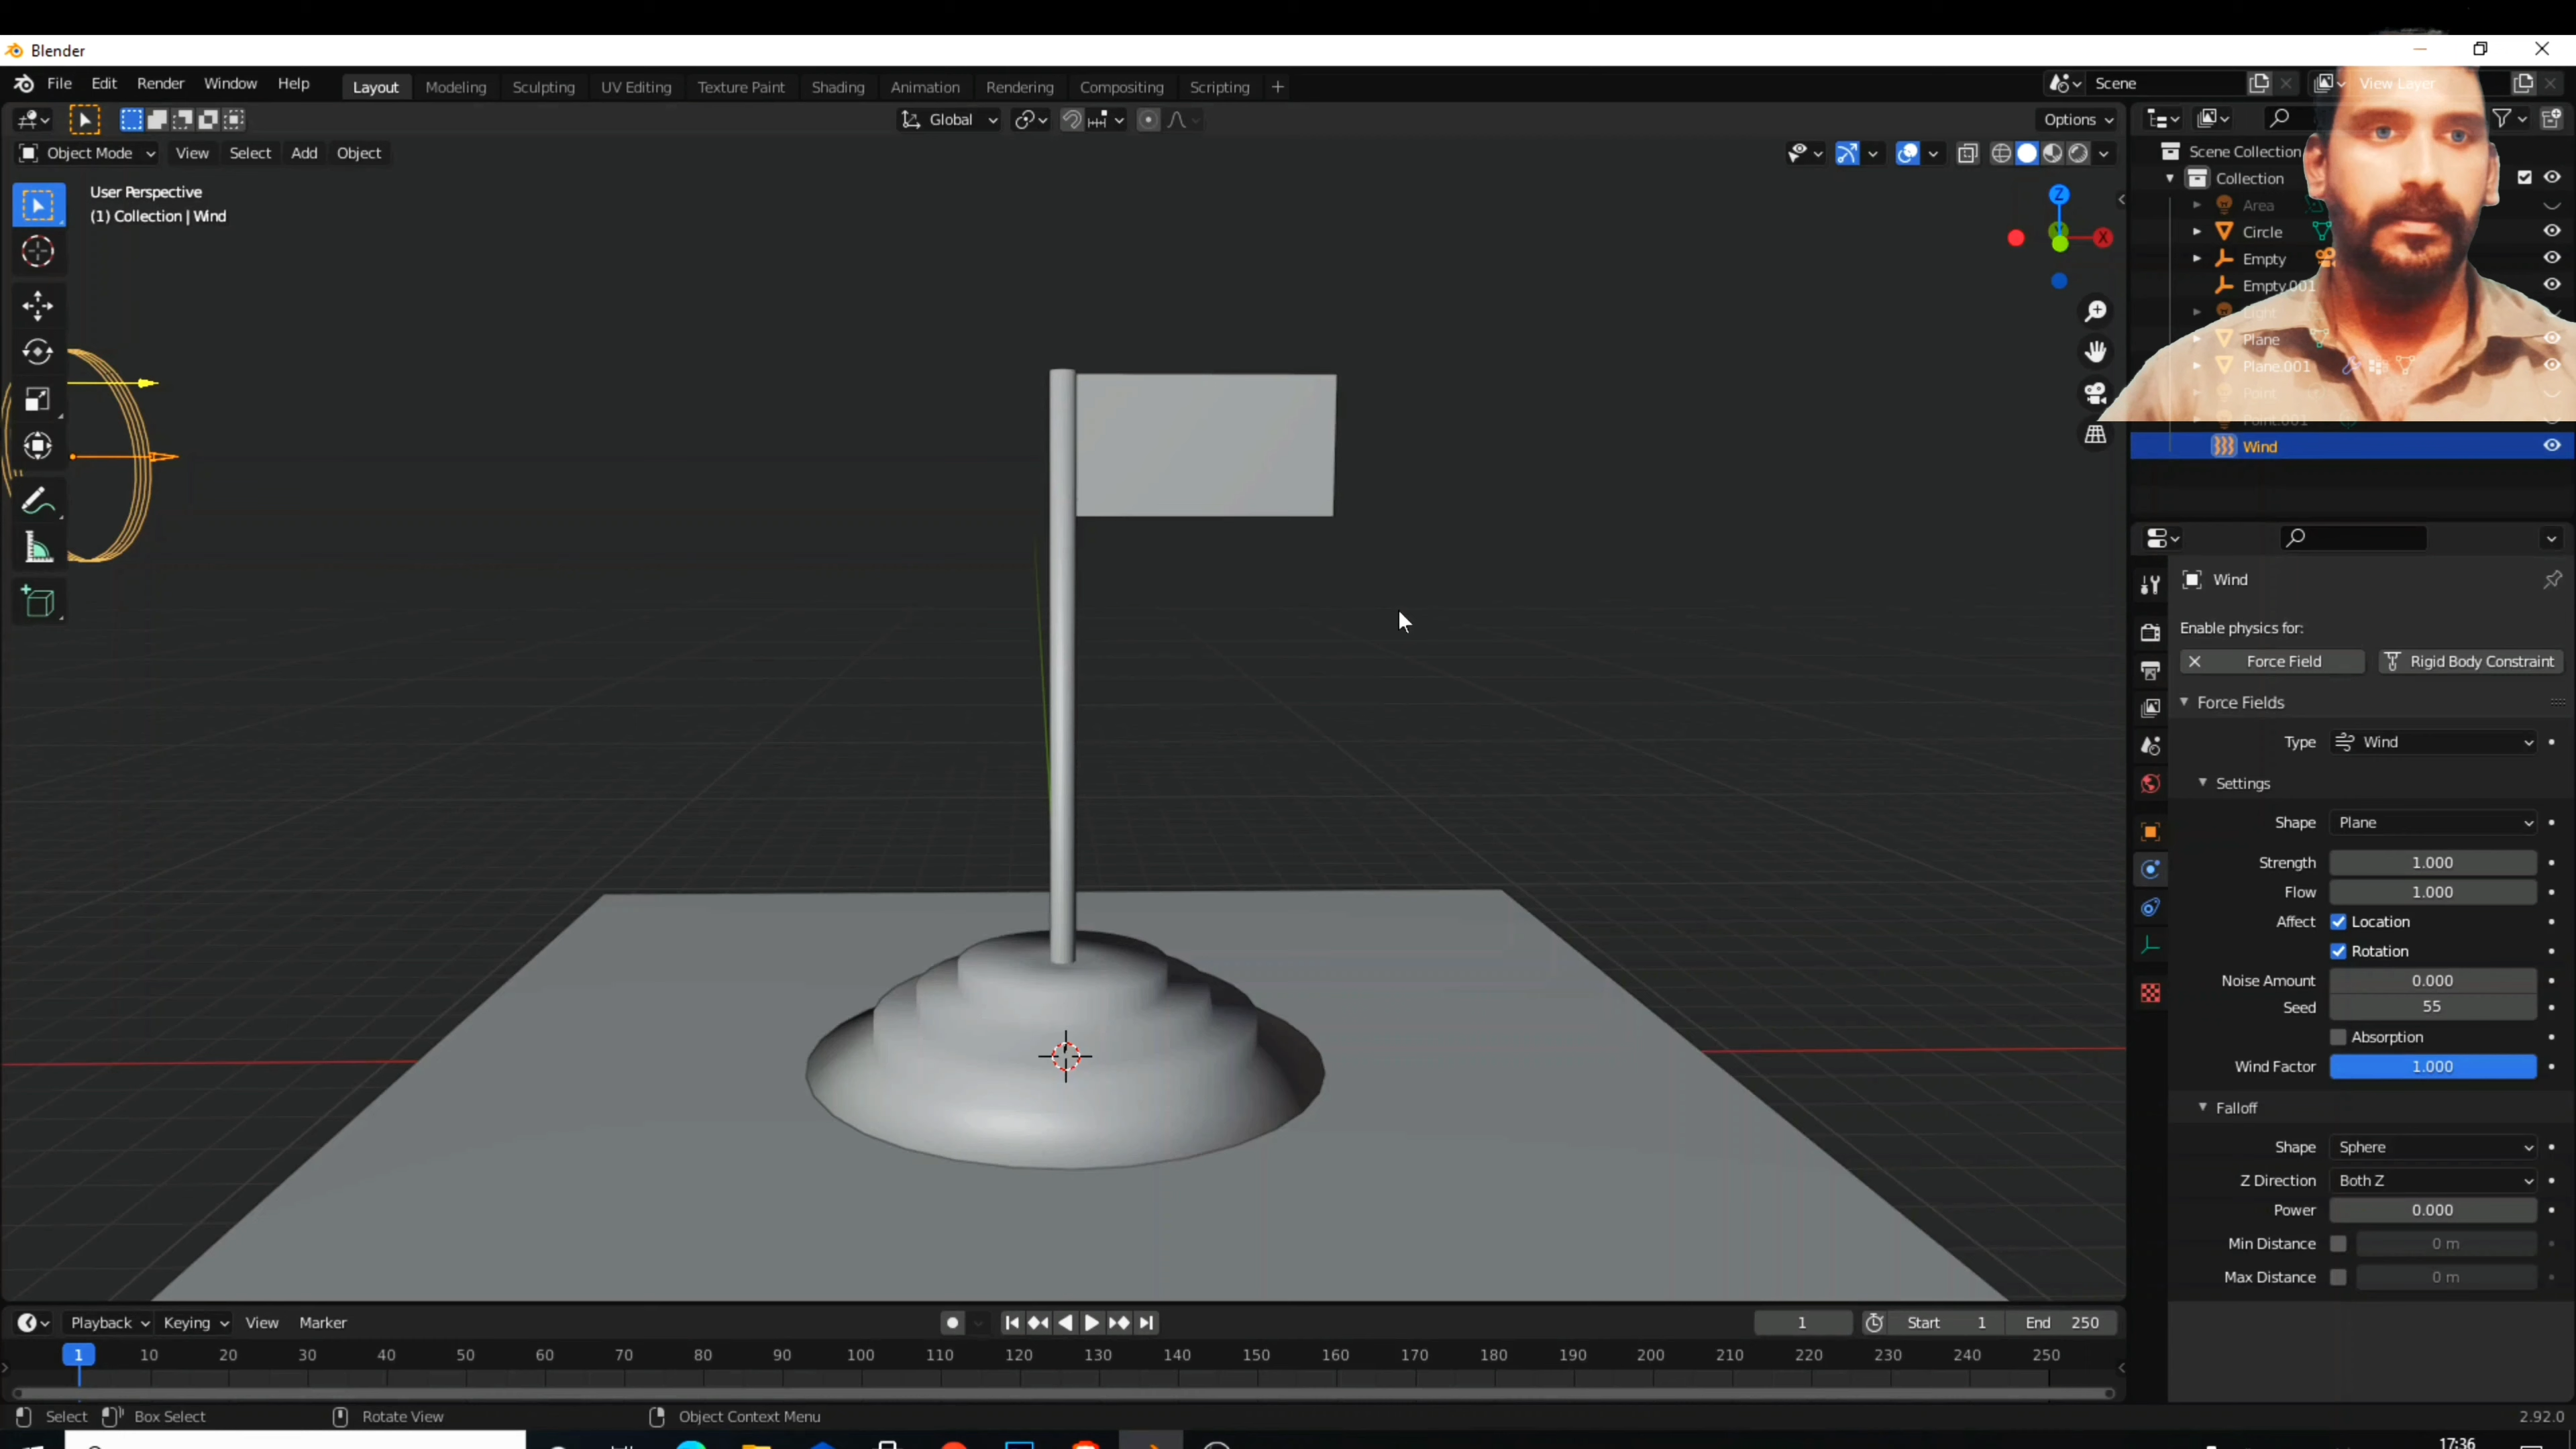 Blender
File Edit Render Window Help Layout Modeling Sculpting UV Editing Texture Paint Shading Animation Rendering Compositing Scripting + Scene View Layer
Global Options
Object Mode View Select Add Object
User Perspective
(1) Collection | Wind
Z
X
Scene Collection
Collection
Area
Circle
Empty
Empty.001
Light
Plane
Plane.001
Point
Point.001
Wind
Wind
Enable physics for:
Force Field Rigid Body Constraint
Force Fields
Type Wind
Settings
Shape Plane
Strength 1.000
Flow 1.000
Affect Location
Rotation
Noise Amount 0.000
Seed 55
Absorption
Wind Factor 1.000
Falloff
Shape Sphere
Z Direction Both Z
Power 0.000
Min Distance 0 m
Max Distance 0 m
Playback Keying View Marker 1 Start 1 End 250
1 10 20 30 40 50 60 70 80 90 100 110 120 130 140 150 160 170 180 190 200 210 220 230 240 250
Select Box Select Rotate View Object Context Menu 2.92.0
17:36